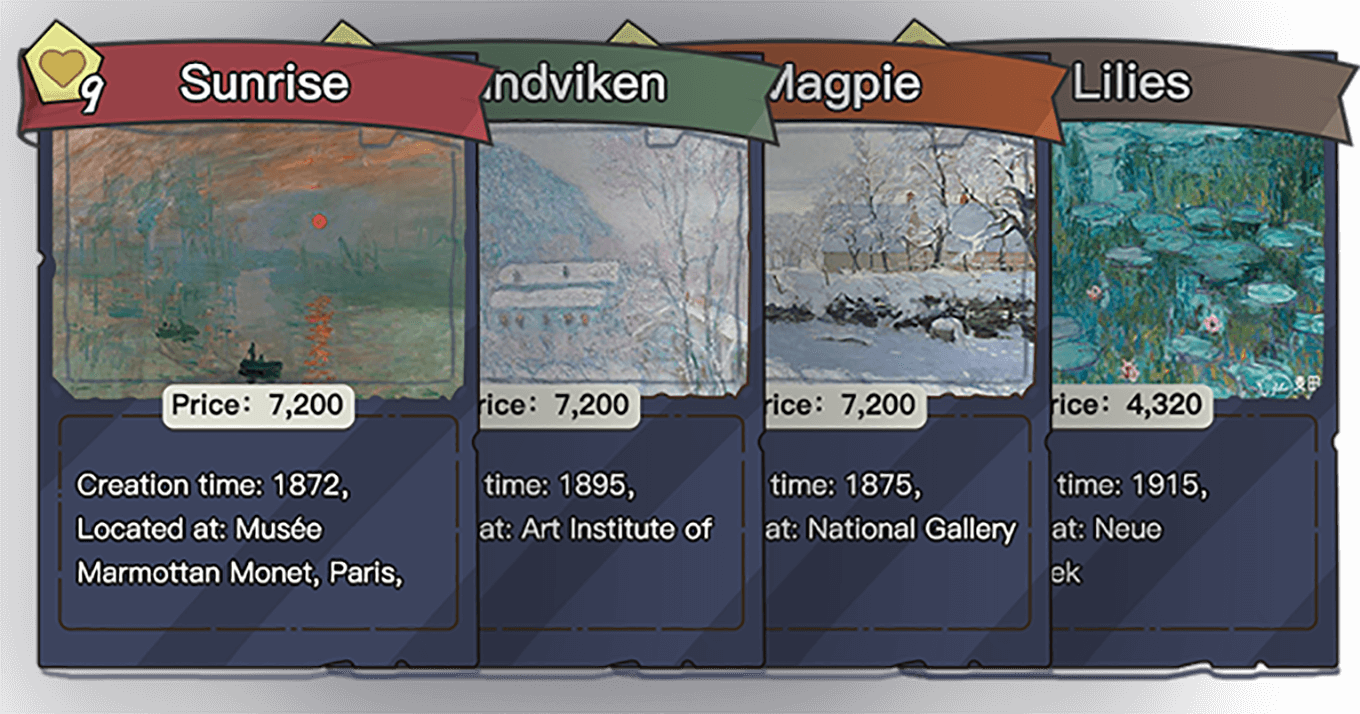 9
Sunrise
Price: 7,200
Creation time: 1872,
Located at: Musée
Marmottan Monet, Paris,
ndviken
rice: 7,200
time: 1895,
at: Art Institute of
Magpie
rice: 7,200
time: 1875,
at: National Gallery
Lilies
rice: 4,320
time: 1915,
at: Neue
ek